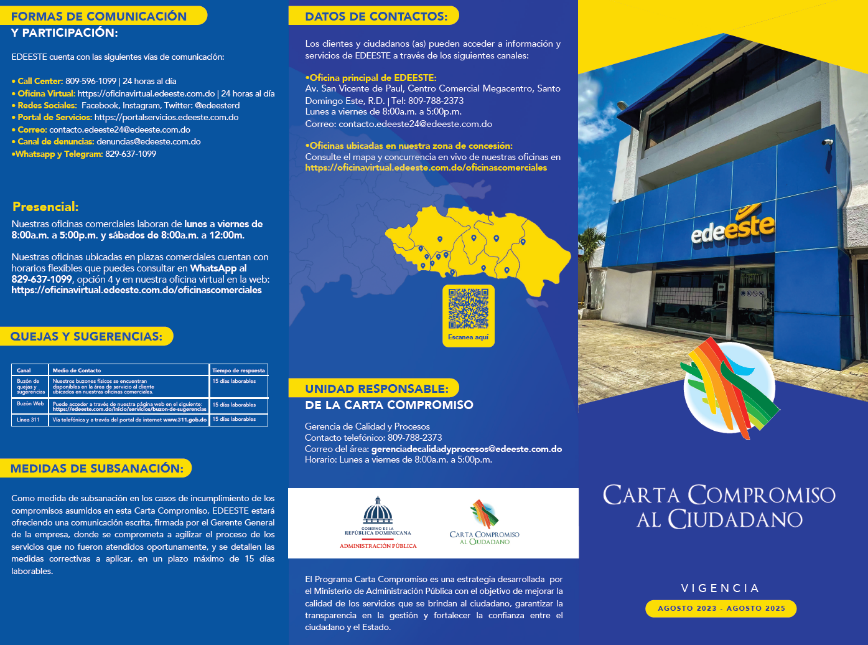 FORMAS DE COMUNICACIÓN
Y PARTICIPACIÓN:
EDEESTE cuenta con las siguientes vías de comunicación:
• Call Center: 809-596-1099 | 24 horas al día
• Oficina Virtual: https://oficinavirtual.edeeste.com.do | 24 horas al día
• Redes Sociales: Facebook, Instagram, Twitter: @edeesterd
• Portal de Servicios: https://portalservicios.edeeste.com.do
• Correo: contacto.edeeste24@edeeste.com.do
• Canal de denuncias: denuncias@edeeste.com.do
•Whatsapp y Telegram: 829-637-1099
Presencial:
Nuestras oficinas comerciales laboran de lunes a viernes de
8:00a.m. a 5:00p.m. y sábados de 8:00a.m. a 12:00m.
Nuestras oficinas ubicadas en plazas comerciales cuentan con
horarios flexibles que puedes consultar en WhatsApp al
829-637-1099, opción 4 y en nuestra oficina virtual en la web:
https://oficinavirtual.edeeste.com.do/oficinascomerciales
QUEJAS Y SUGERENCIAS:
Canal Medio de Contacto Tiempo de respuesta
Buzón de
quejas y
sugerencias
Nuestros buzones físicos se encuentran
disponibles en la área de servicio al cliente
ubicados en nuestras oficinas comerciales.
15 días laborables
Buzón Web
Puede acceder a través de nuestra página web en el siguiente:
https://edeeste.com.do/inicio/servicios/buzon-de-sugerencias
15 días laborables
Línea 311 Vía telefónica y a través del portal de internet www.311.gob.do 15 días laborables
MEDIDAS DE SUBSANACIÓN:
Como medida de subsanación en los casos de incumplimiento de los
compromisos asumidos en esta Carta Compromiso, EDEESTE estará
ofreciendo una comunicación escrita, firmada por el Gerente General
de la empresa, donde se compromete a agilizar el proceso de los
servicios que no fueron atendidos oportunamente, y se detallen las
medidas correctivas a aplicar, en un plazo máximo de 15 días
laborables.
DATOS DE CONTACTOS:
Los clientes y ciudadanos (as) pueden acceder a información y
servicios de EDEESTE a través de los siguientes canales:
•Oficina principal de EDEESTE:
Av. San Vicente de Paul, Centro Comercial Megacentro, Santo
Domingo Este, R.D. | Tel: 809-788-2373
Lunes a viernes de 8:00a.m. a 5:00p.m.
Correo: contacto.edeeste24@edeeste.com.do
•Oficinas ubicadas en nuestra zona de concesión:
Consulte el mapa y concurrencia en vivo de nuestras oficinas en
https://oficinavirtual.edeeste.com.do/oficinascomerciales
Escanea aquí
UNIDAD RESPONSABLE:
DE LA CARTA COMPROMISO
Gerencia de Calidad y Procesos
Contacto telefónico: 809-788-2373
Correo del área: gerenciadecalidadyprocesos@edeeste.com.do
Horario: Lunes a viernes de 8:00a.m. a 5:00p.m.
GOBIERNO DE LA
REPÚBLICA DOMINICANA
ADMINISTRACIÓN PÚBLICA
CARTA COMPROMISO
AL CIUDADANO
El Programa Carta Compromiso es una estrategia desarrollada por
el Ministerio de Administración Pública con el objetivo de mejorar la
calidad de los servicios que se brindan al ciudadano, garantizar la
transparencia en la gestión y fortalecer la confianza entre el
ciudadano y el Estado.
edeeste
CARTA COMPROMISO
AL CIUDADANO
VIGENCIA
AGOSTO 2023 - AGOSTO 2025